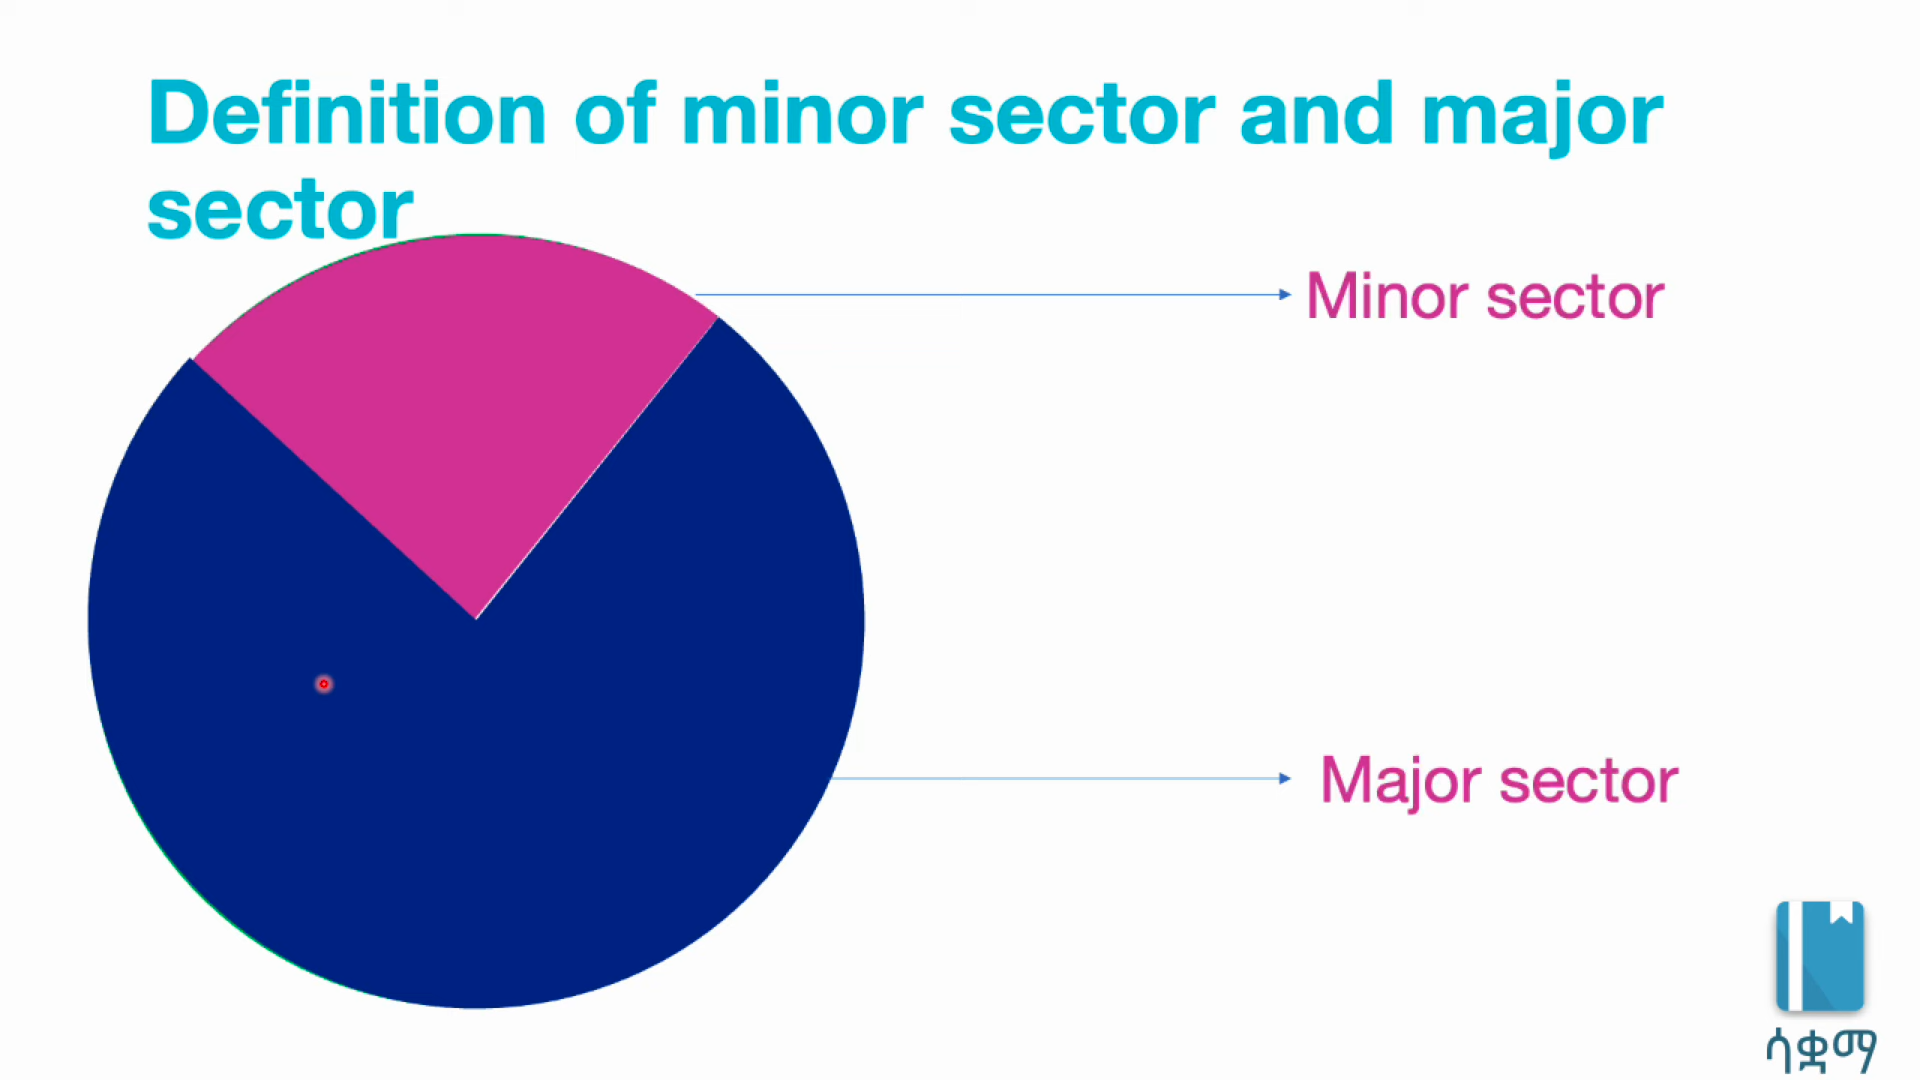 Definition of minor sector and major
sector
Minor sector
Major sector
ሳቋማ